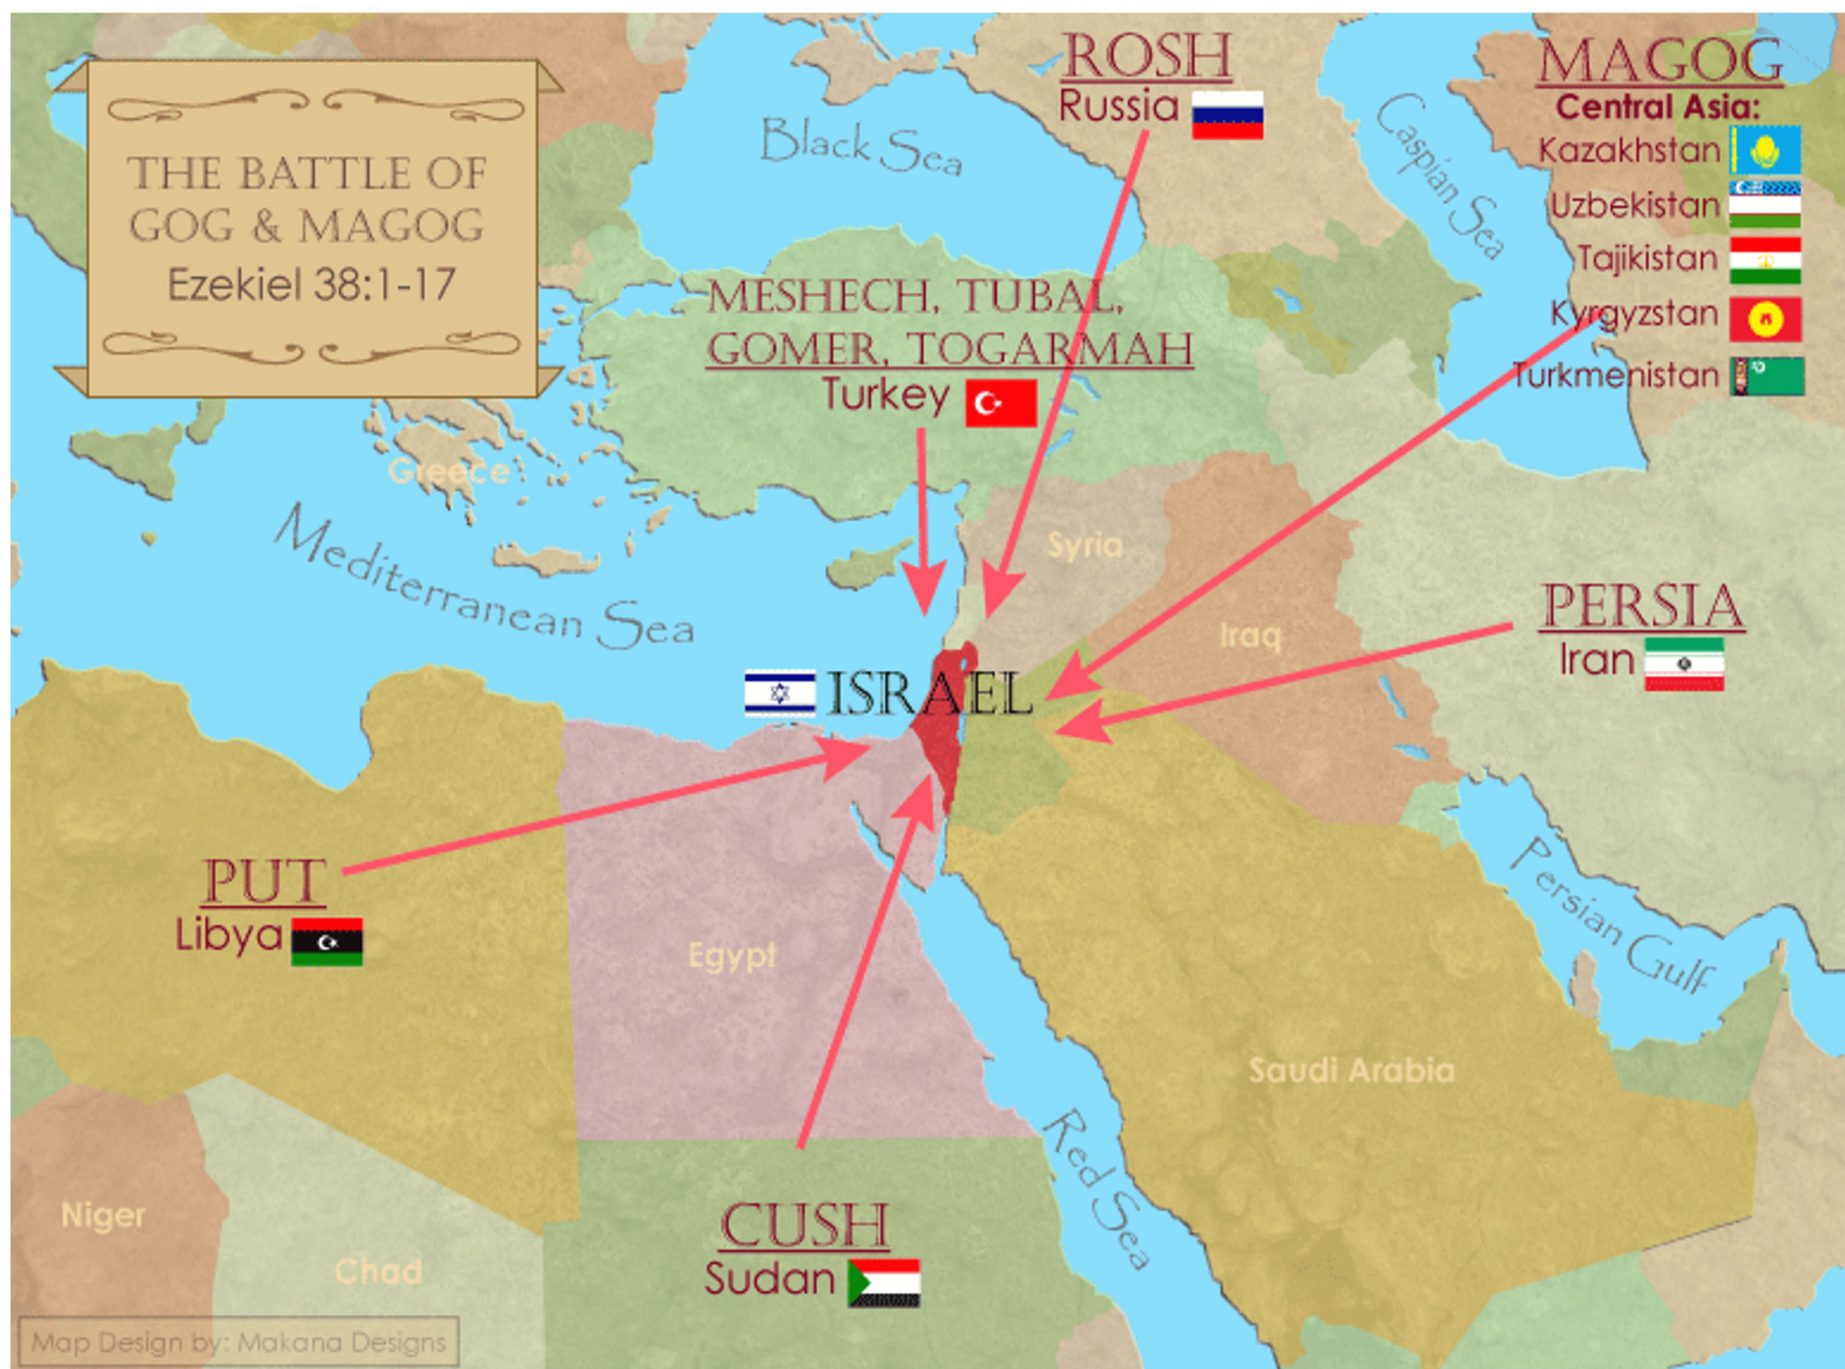 THE BATTLE OF
GOG & MAGOG
Ezekiel 38:1-17
ROSH
Russia
MAGOG
Central Asia:
Kazakhstan
Uzbekistan
Tajikistan
Kyrgyzstan
Turkmenistan
Black Sea
Caspian Sea
MESHECH, TUBAL,
GOMER, TOGARMAH
Turkey
Greece
Mediterranean Sea
Syria
Iraq
PERSIA
Iran
ISRAEL
PUT
Libya
Egypt
Persian Gulf
Saudi Arabia
Red Sea
CUSH
Sudan
Niger
Chad
Map Design by: Makana Designs